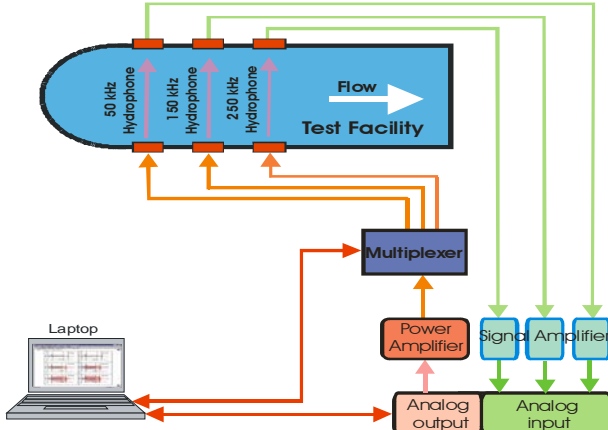 50 kHz
Hydrophone
150 kHz
Hydrophone
250 kHz
Hydrophone
Flow
Test Facility
Multiplexer
Laptop
Power
Amplifier
Signal Amplifier
Analog
output
Analog
input